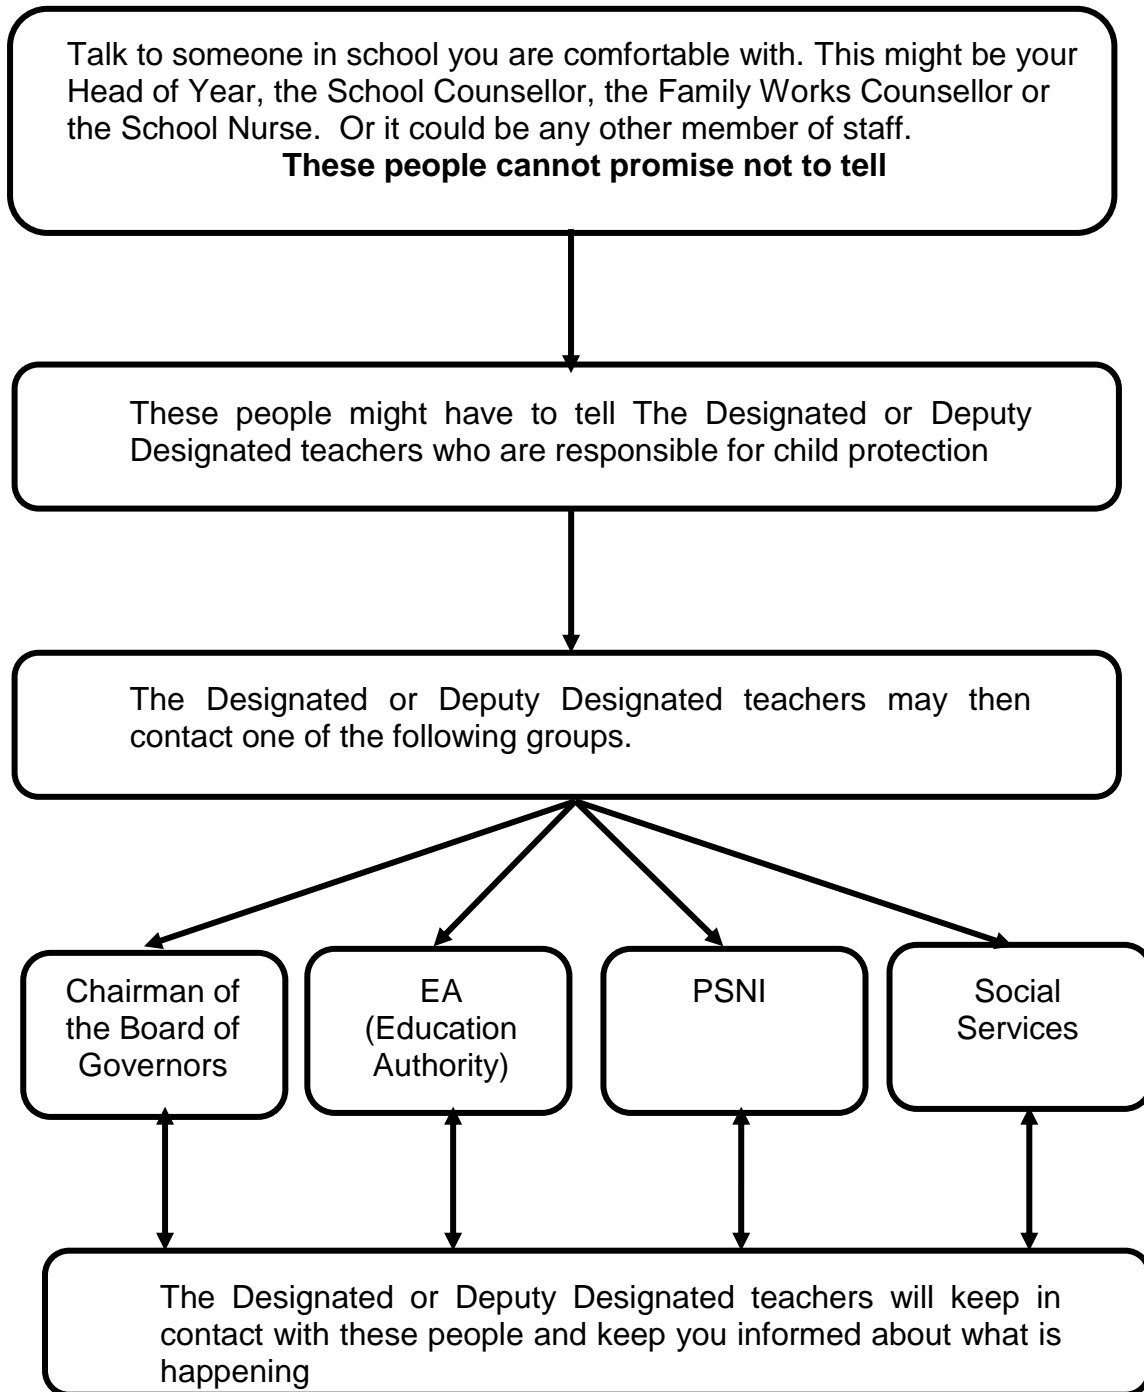 Talk to someone in school you are comfortable with. This might be your
Head of Year, the School Counsellor, the Family Works Counsellor or
the School Nurse.  Or it could be any other member of staff.
These people cannot promise not to tell
These people might have to tell The Designated or Deputy
Designated teachers who are responsible for child protection
The Designated or Deputy Designated teachers may then
contact one of the following groups.
Chairman of
the Board of
Governors
EA
(Education
Authority)
PSNI
Social
Services
The Designated or Deputy Designated teachers will keep in
contact with these people and keep you informed about what is
happening